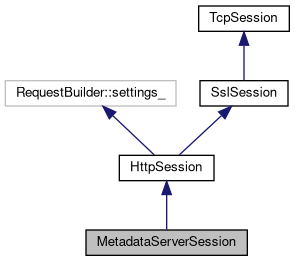 TcpSession
RequestBuilder::settings_
SslSession
HttpSession
MetadataServerSession